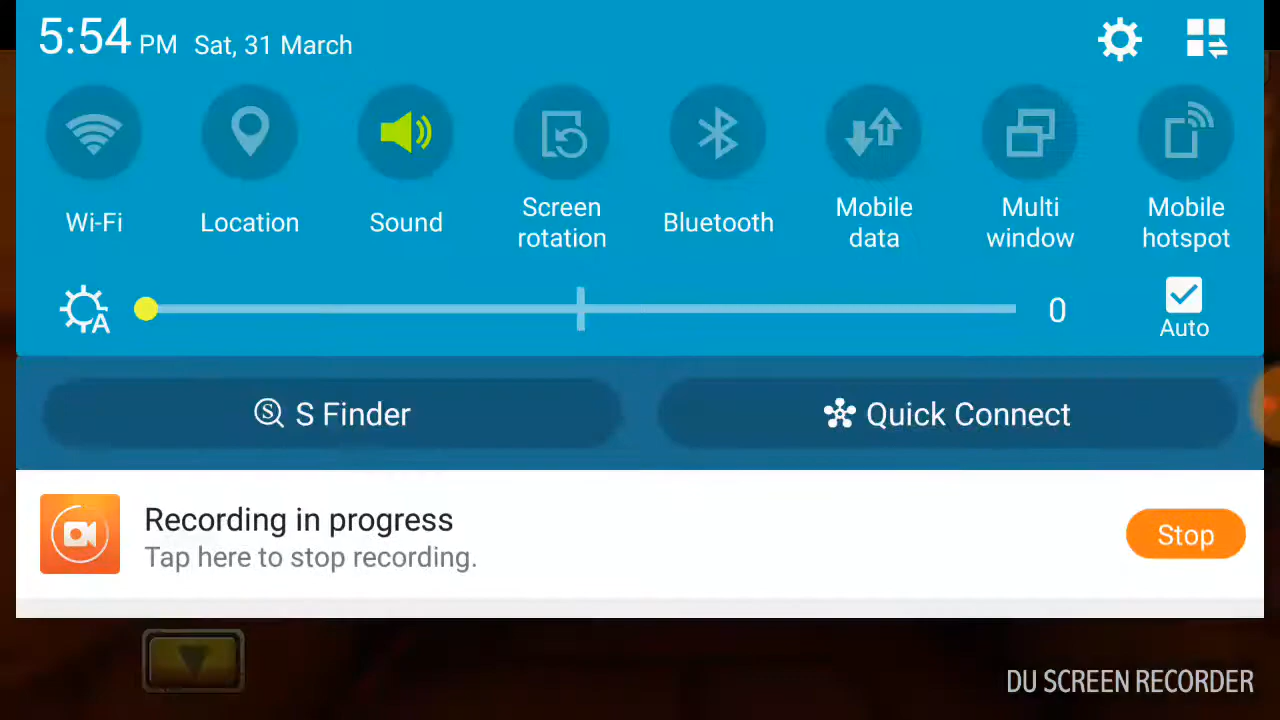 5:54 PM Sat, 31 March
Wi-Fi
Location
Sound
Screen
rotation
Bluetooth
Mobile
data
Multi
window
Mobile
hotspot
A
0
Auto
S Finder
Quick Connect
Recording in progress
Tap here to stop recording.
Stop
DU SCREEN RECORDER